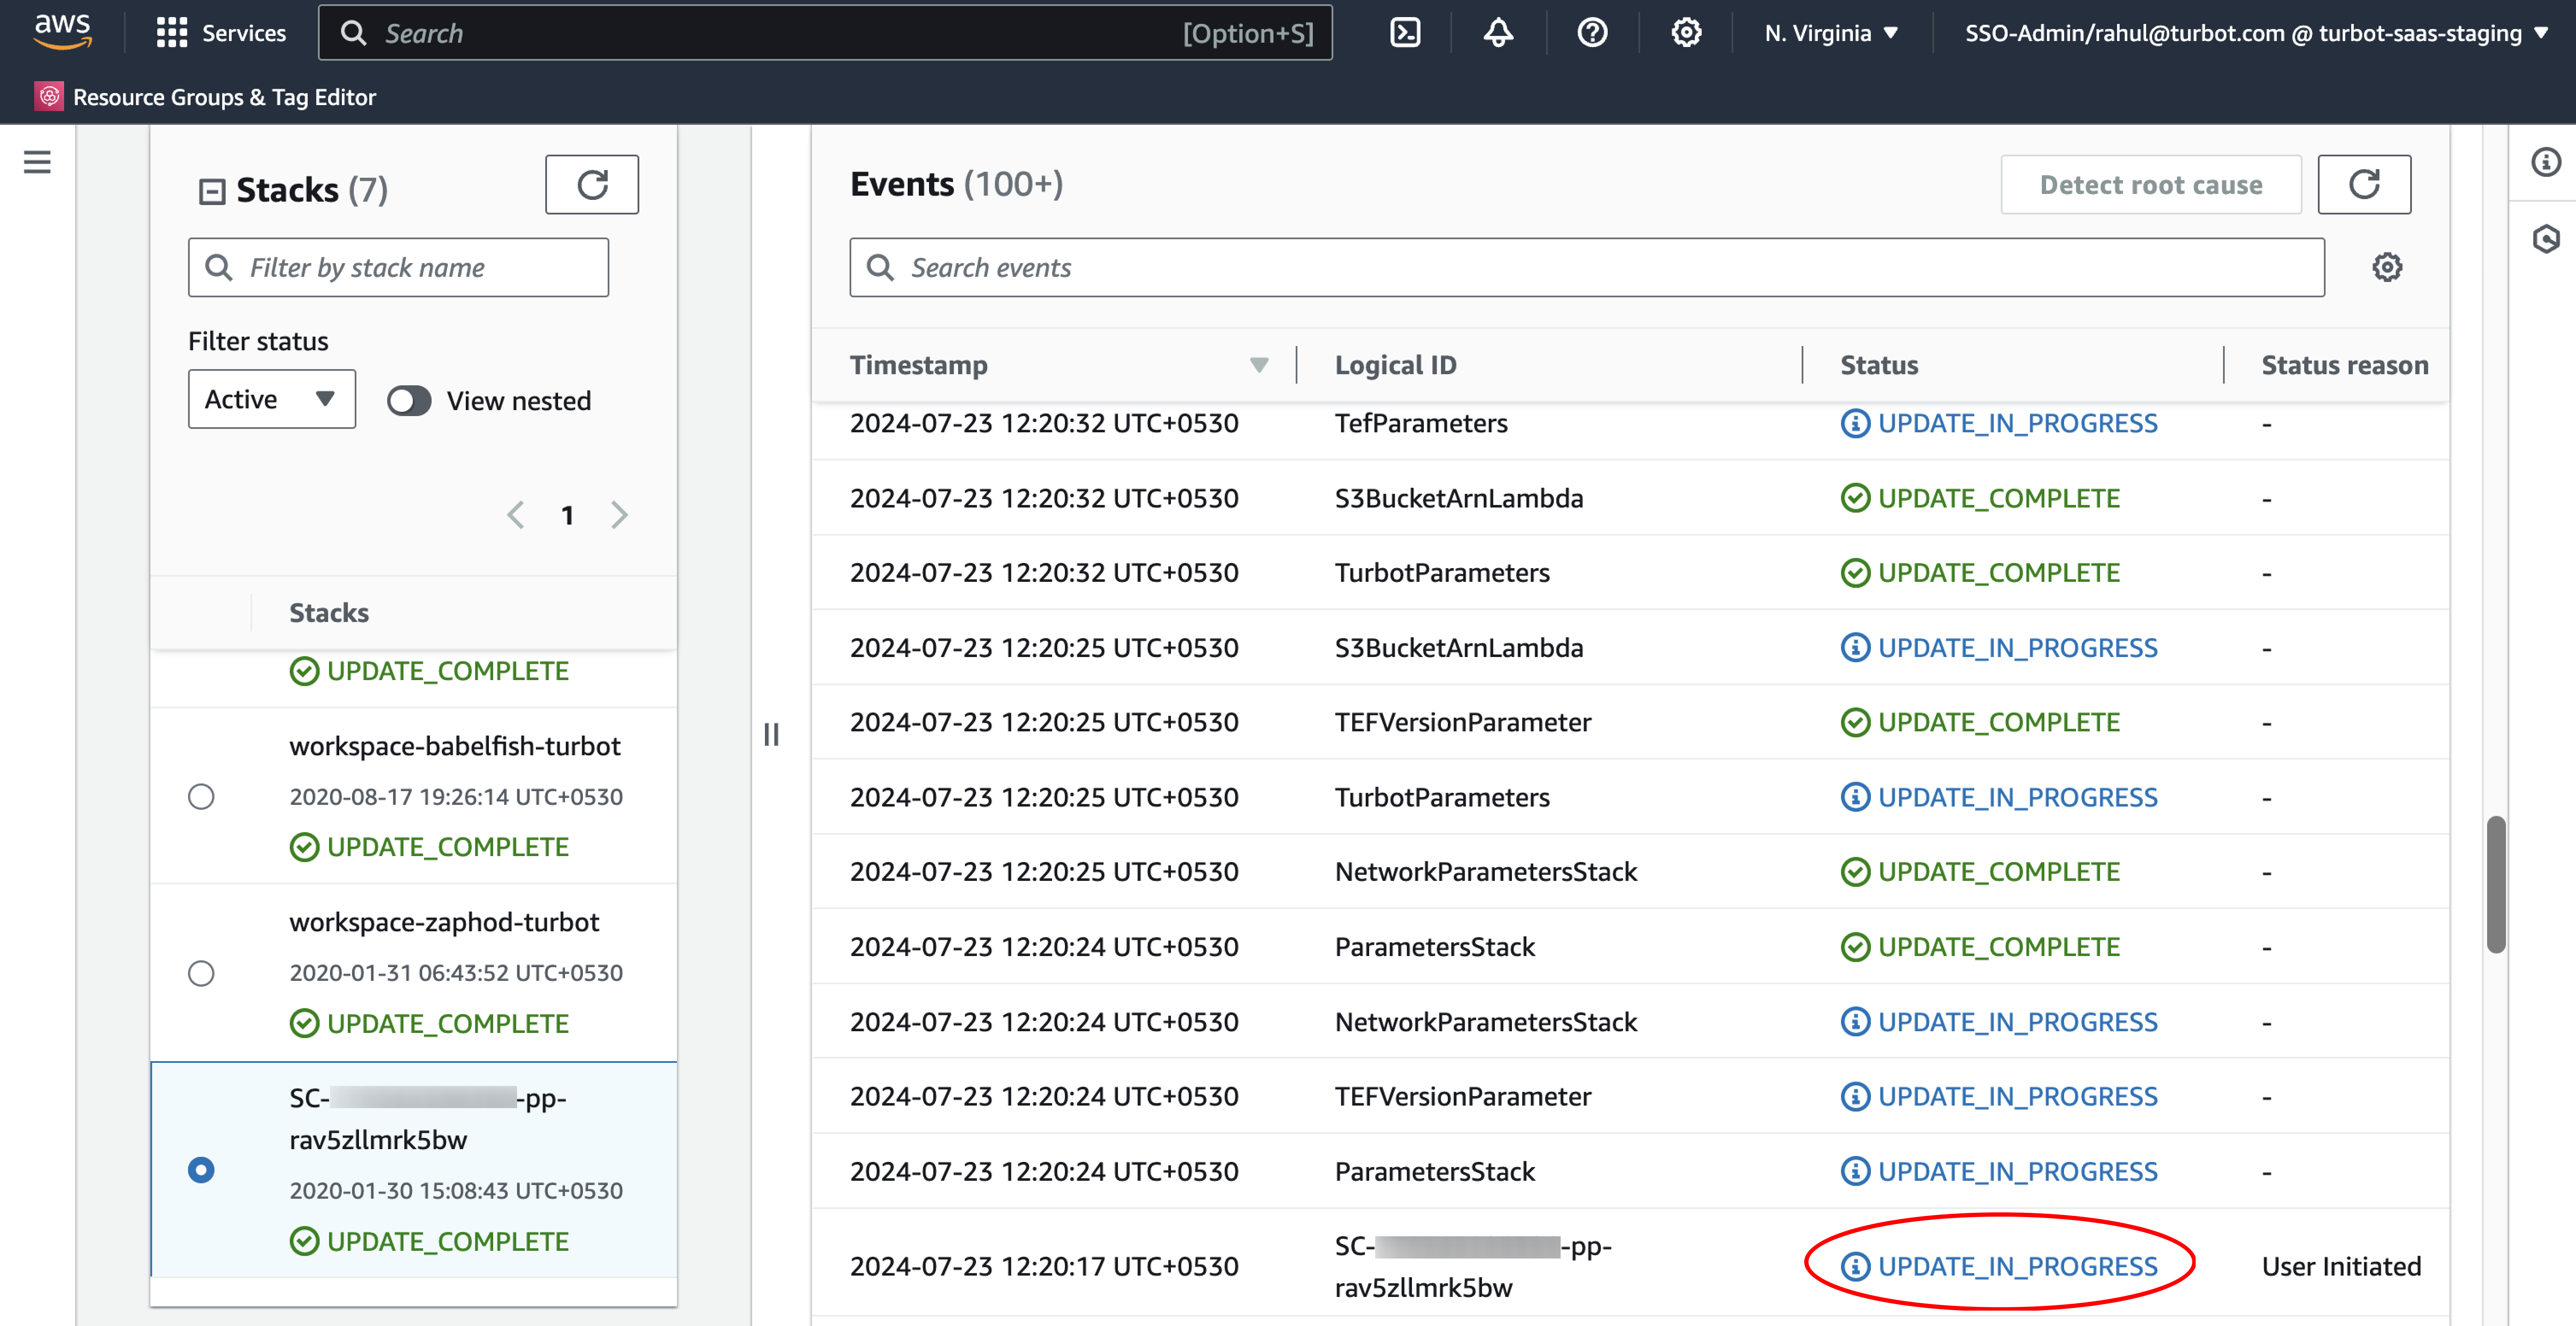 aws
Services
Search [Option+S]
N. Virginia
SSO-Admin/rahul@turbot.com @ turbot-saas-staging
Resource Groups & Tag Editor
Stacks (7)
Filter by stack name
Filter status
Active
View nested
1
Stacks
UPDATE_COMPLETE
workspace-babelfish-turbot
2020-08-17 19:26:14 UTC+0530
UPDATE_COMPLETE
workspace-zaphod-turbot
2020-01-31 06:43:52 UTC+0530
UPDATE_COMPLETE
SC- -pp-
rav5zllmrk5bw
2020-01-30 15:08:43 UTC+0530
UPDATE_COMPLETE
Events (100+)
Detect root cause
Search events
Timestamp Logical ID Status Status reason
2024-07-23 12:20:32 UTC+0530 TefParameters UPDATE_IN_PROGRESS -
2024-07-23 12:20:32 UTC+0530 S3BucketArnLambda UPDATE_COMPLETE -
2024-07-23 12:20:32 UTC+0530 TurbotParameters UPDATE_COMPLETE -
2024-07-23 12:20:25 UTC+0530 S3BucketArnLambda UPDATE_IN_PROGRESS -
2024-07-23 12:20:25 UTC+0530 TEFVersionParameter UPDATE_COMPLETE -
2024-07-23 12:20:25 UTC+0530 TurbotParameters UPDATE_IN_PROGRESS -
2024-07-23 12:20:25 UTC+0530 NetworkParametersStack UPDATE_COMPLETE -
2024-07-23 12:20:24 UTC+0530 ParametersStack UPDATE_COMPLETE -
2024-07-23 12:20:24 UTC+0530 NetworkParametersStack UPDATE_IN_PROGRESS -
2024-07-23 12:20:24 UTC+0530 TEFVersionParameter UPDATE_IN_PROGRESS -
2024-07-23 12:20:24 UTC+0530 ParametersStack UPDATE_IN_PROGRESS -
2024-07-23 12:20:17 UTC+0530 SC- -pp- UPDATE_IN_PROGRESS User Initiated
rav5zllmrk5bw